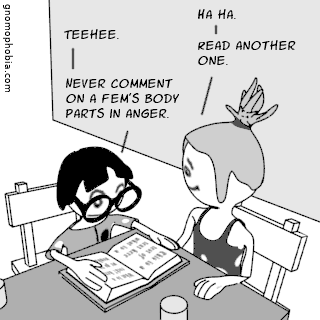 TEEHEE.
NEVER COMMENT
ON A FEM'S BODY
PARTS IN ANGER.
HA HA.
READ ANOTHER
ONE.
gnomophobia.com